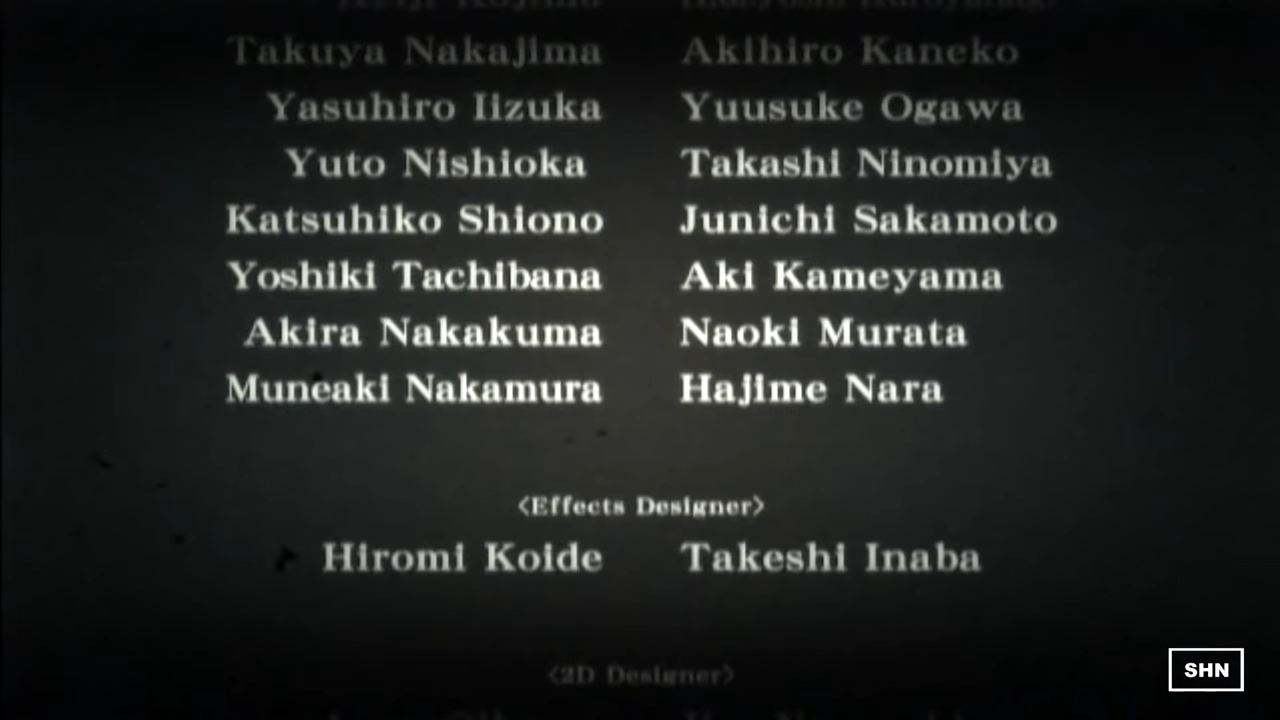 Takuya Nakajima Akihiro Kaneko
Yasuhiro Iizuka Yuusuke Ogawa
Yuto Nishioka Takashi Ninomiya
Katsuhiko Shiono Junichi Sakamoto
Yoshiki Tachibana Aki Kameyama
Akira Nakakuma Naoki Murata
Muneaki Nakamura Hajime Nara
<Effects Designer>
Hiromi Koide Takeshi Inaba
<2D Designer>
SHN